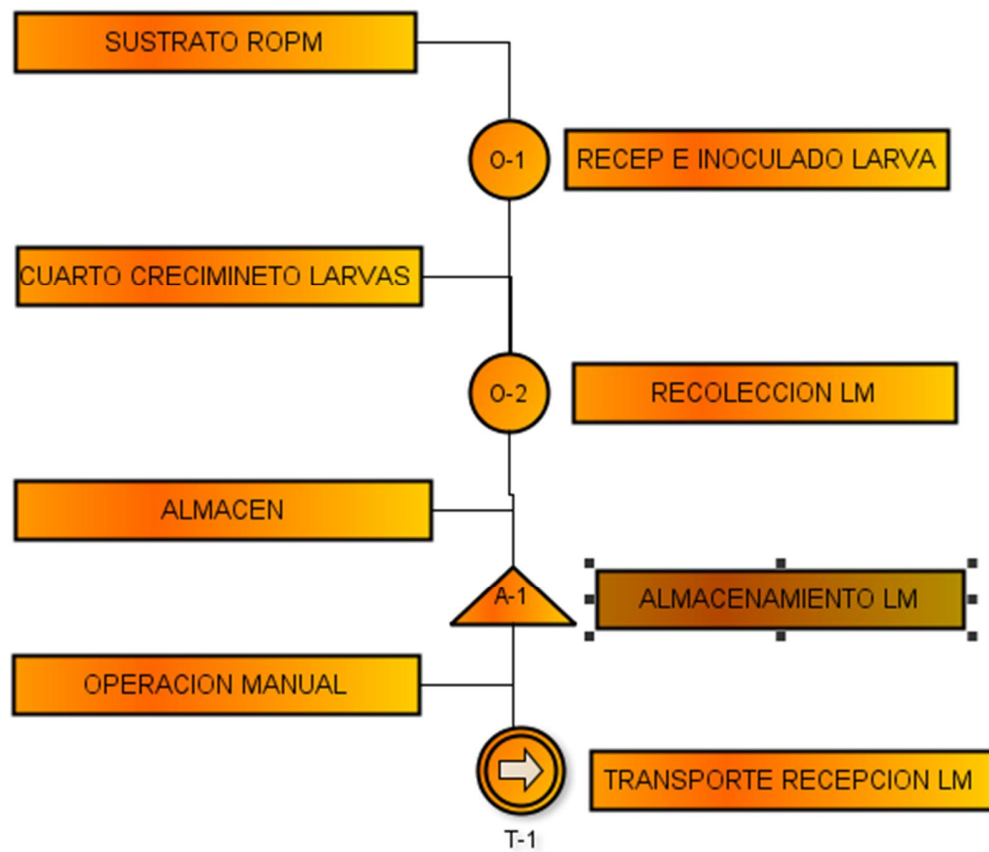 SUSTRATO ROPM
O-1
RECEP E INOCULADO LARVA
CUARTO CRECIMINETO LARVAS
O-2
RECOLECCION LM
ALMACEN
A-1
ALMACENAMIENTO LM
OPERACION MANUAL
TRANSPORTE RECEPCION LM
T-1